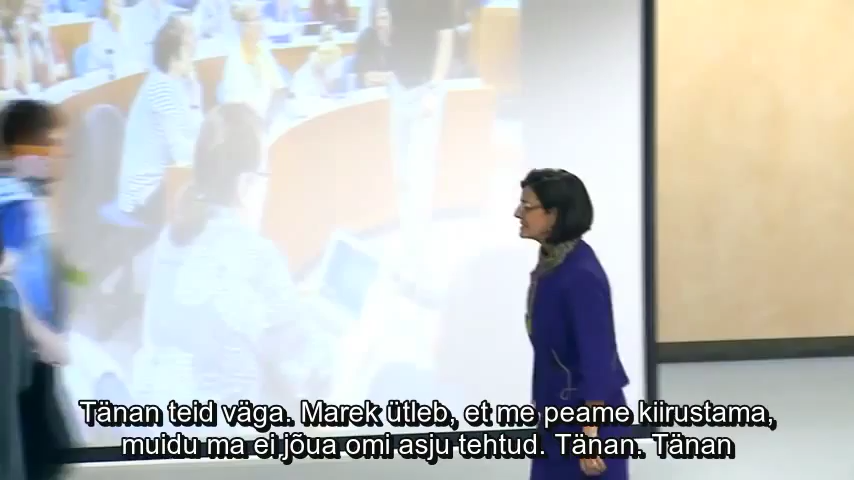 Tänan teid väga. Marek ütleb, et me peame kiirustama,
muidu ma ei jõua omi asju tehtud. Tänan. Tänan